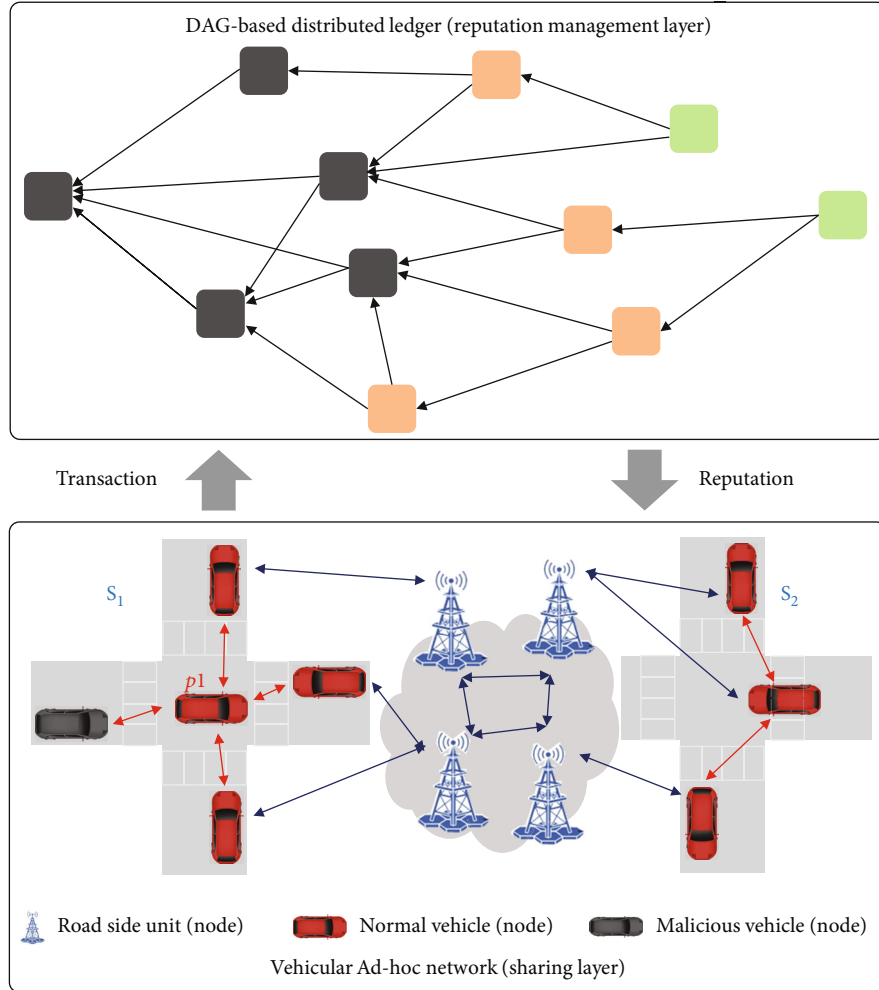 DAG-based distributed ledger (reputation management layer)
Transaction
Reputation
S₁
S₂
p1
Road side unit (node)
Normal vehicle (node)
Malicious vehicle (node)
Vehicular Ad-hoc network (sharing layer)